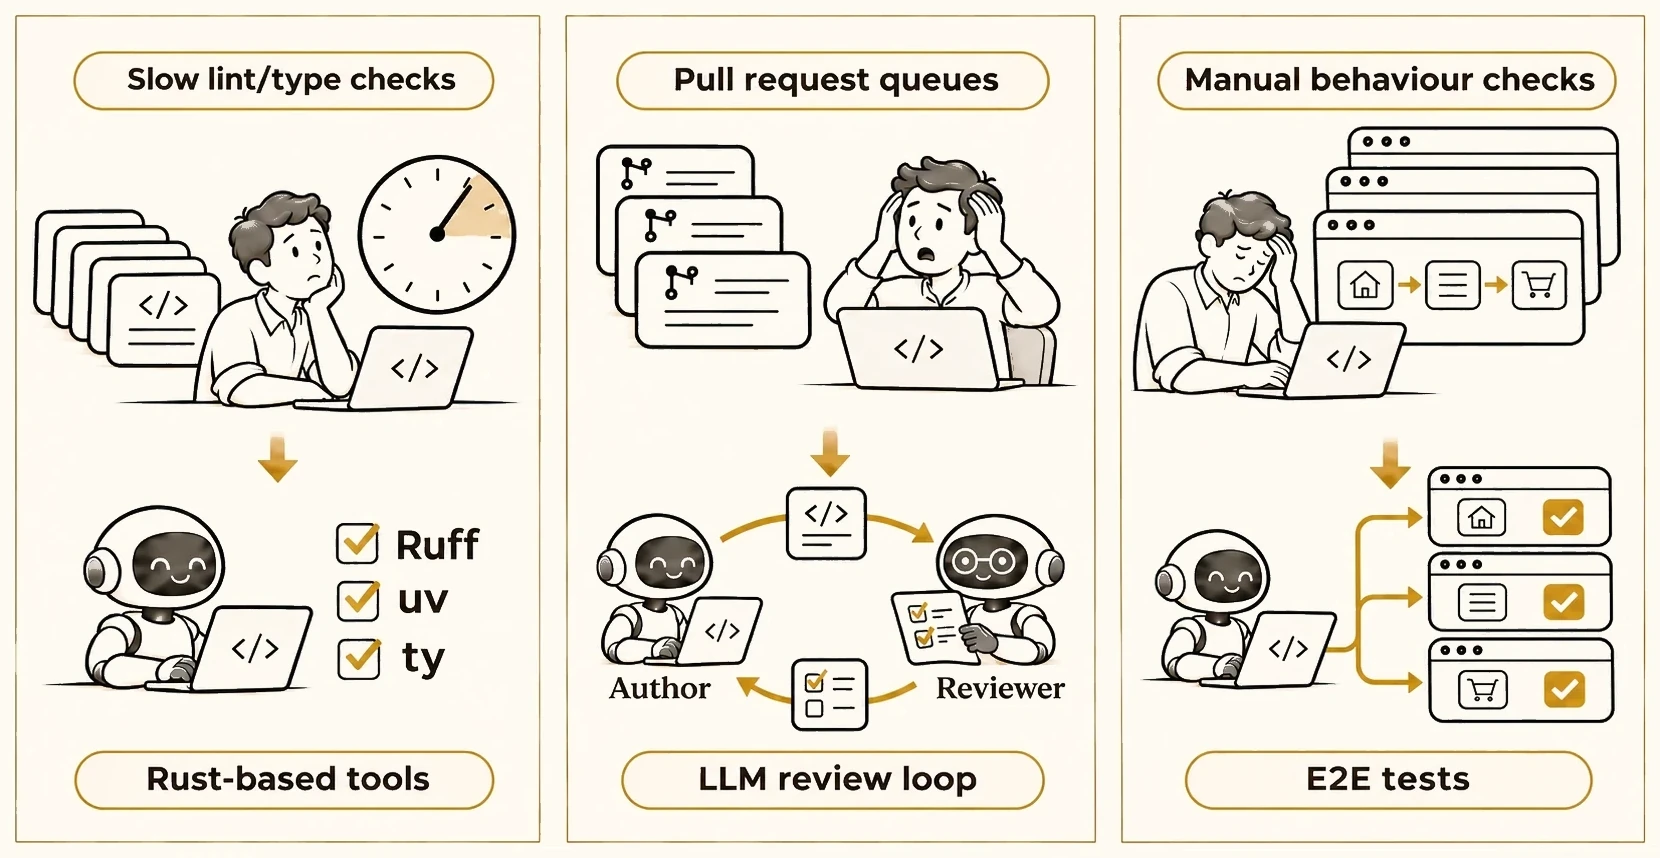 Slow lint/type checks
</>
</>
Ruff
uv
ty
</>
Rust-based tools
Pull request queues
</>
</>
</>
Author
Reviewer
LLM review loop
Manual behaviour checks
</>
</>
E2E tests